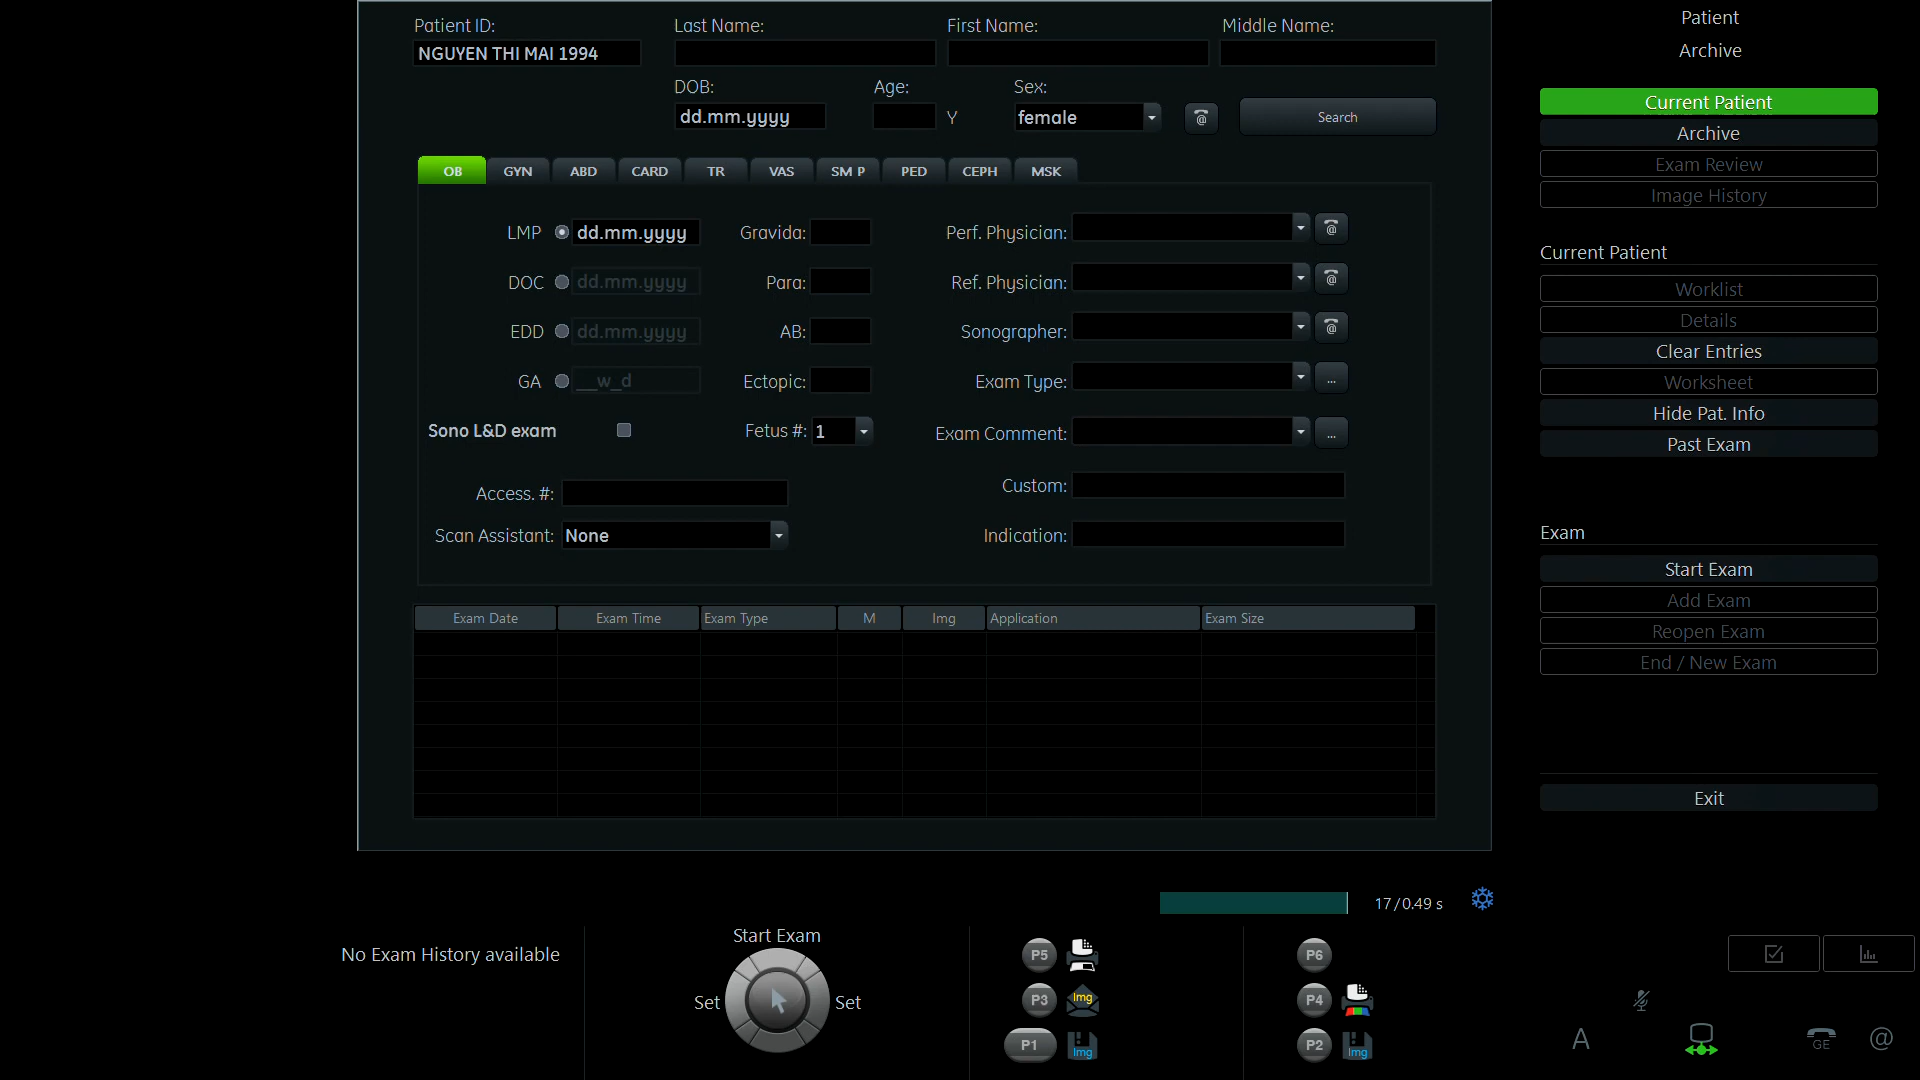 Patient ID: Last Name: First Name: Middle Name:
NGUYEN THI MAI 1994
DOB: Age: Sex:
dd.mm.yyyy Y female @ Search
OB GYN ABD CARD TR VAS SM P PED CEPH MSK
LMP dd.mm.yyyy Gravida: Perf. Physician: @
DOC dd.mm.yyyy Para: Ref. Physician: @
EDD dd.mm.yyyy AB: Sonographer: @
GA __w_d Ectopic: Exam Type: ...
Sono L&D exam Fetus #: 1 Exam Comment: ...
Access. #: Custom:
Scan Assistant: None Indication:
Exam Date Exam Time Exam Type M Img Application Exam Size
Patient
Archive
Current Patient
Archive
Exam Review
Image History
Current Patient
Worklist
Details
Clear Entries
Worksheet
Hide Pat. Info
Past Exam
Exam
Start Exam
Add Exam
Reopen Exam
End / New Exam
Exit
17/0.49 s
No Exam History available
Start Exam
Set Set
P5 P6
P3 Img P4
P1 Img P2 Img
A GE @